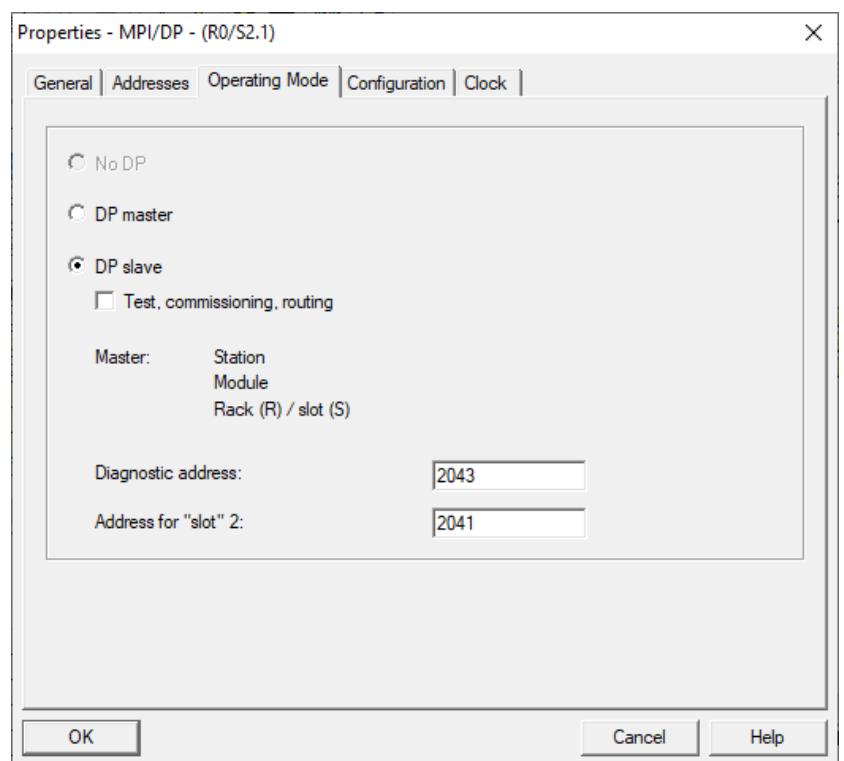 Properties - MPI/DP - (R0/S2.1)
General Addresses Operating Mode Configuration Clock
No DP
DP master
DP slave
Test, commissioning, routing
Master: Station
Module
Rack (R) / slot (S)
Diagnostic address: 2043
Address for "slot" 2: 2041
OK Cancel Help